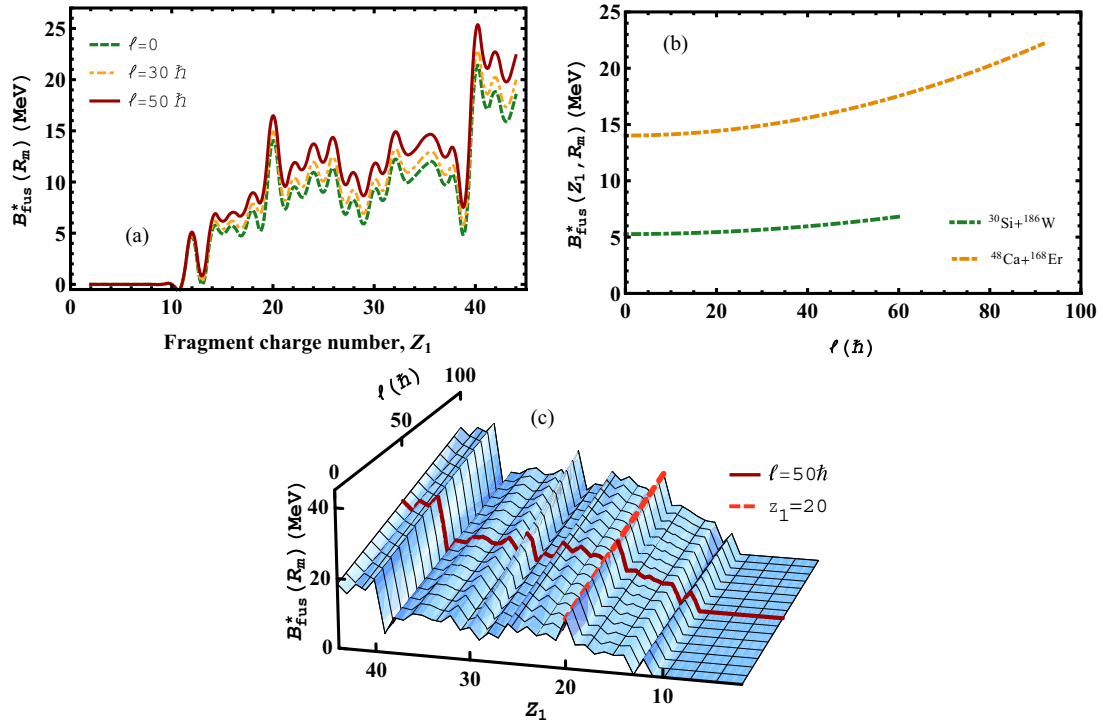 B*fus(Rm) (MeV)
25
20
15
10
5
0
ℓ=0
ℓ=30 ℏ
ℓ=50 ℏ
(a)
0 10 20 30 40
Fragment charge number, Z1
B*fus(Z1, Rm) (MeV)
25
20
15
10
5
0
(b)
30Si+186W
48Ca+168Er
0 20 40 60 80 100
ℓ(ℏ)
ℓ(ℏ)
100
50
0
(c)
ℓ=50ℏ
z1=20
B*fus(Rm) (MeV)
40
20
0
40 30 20 10
Z1